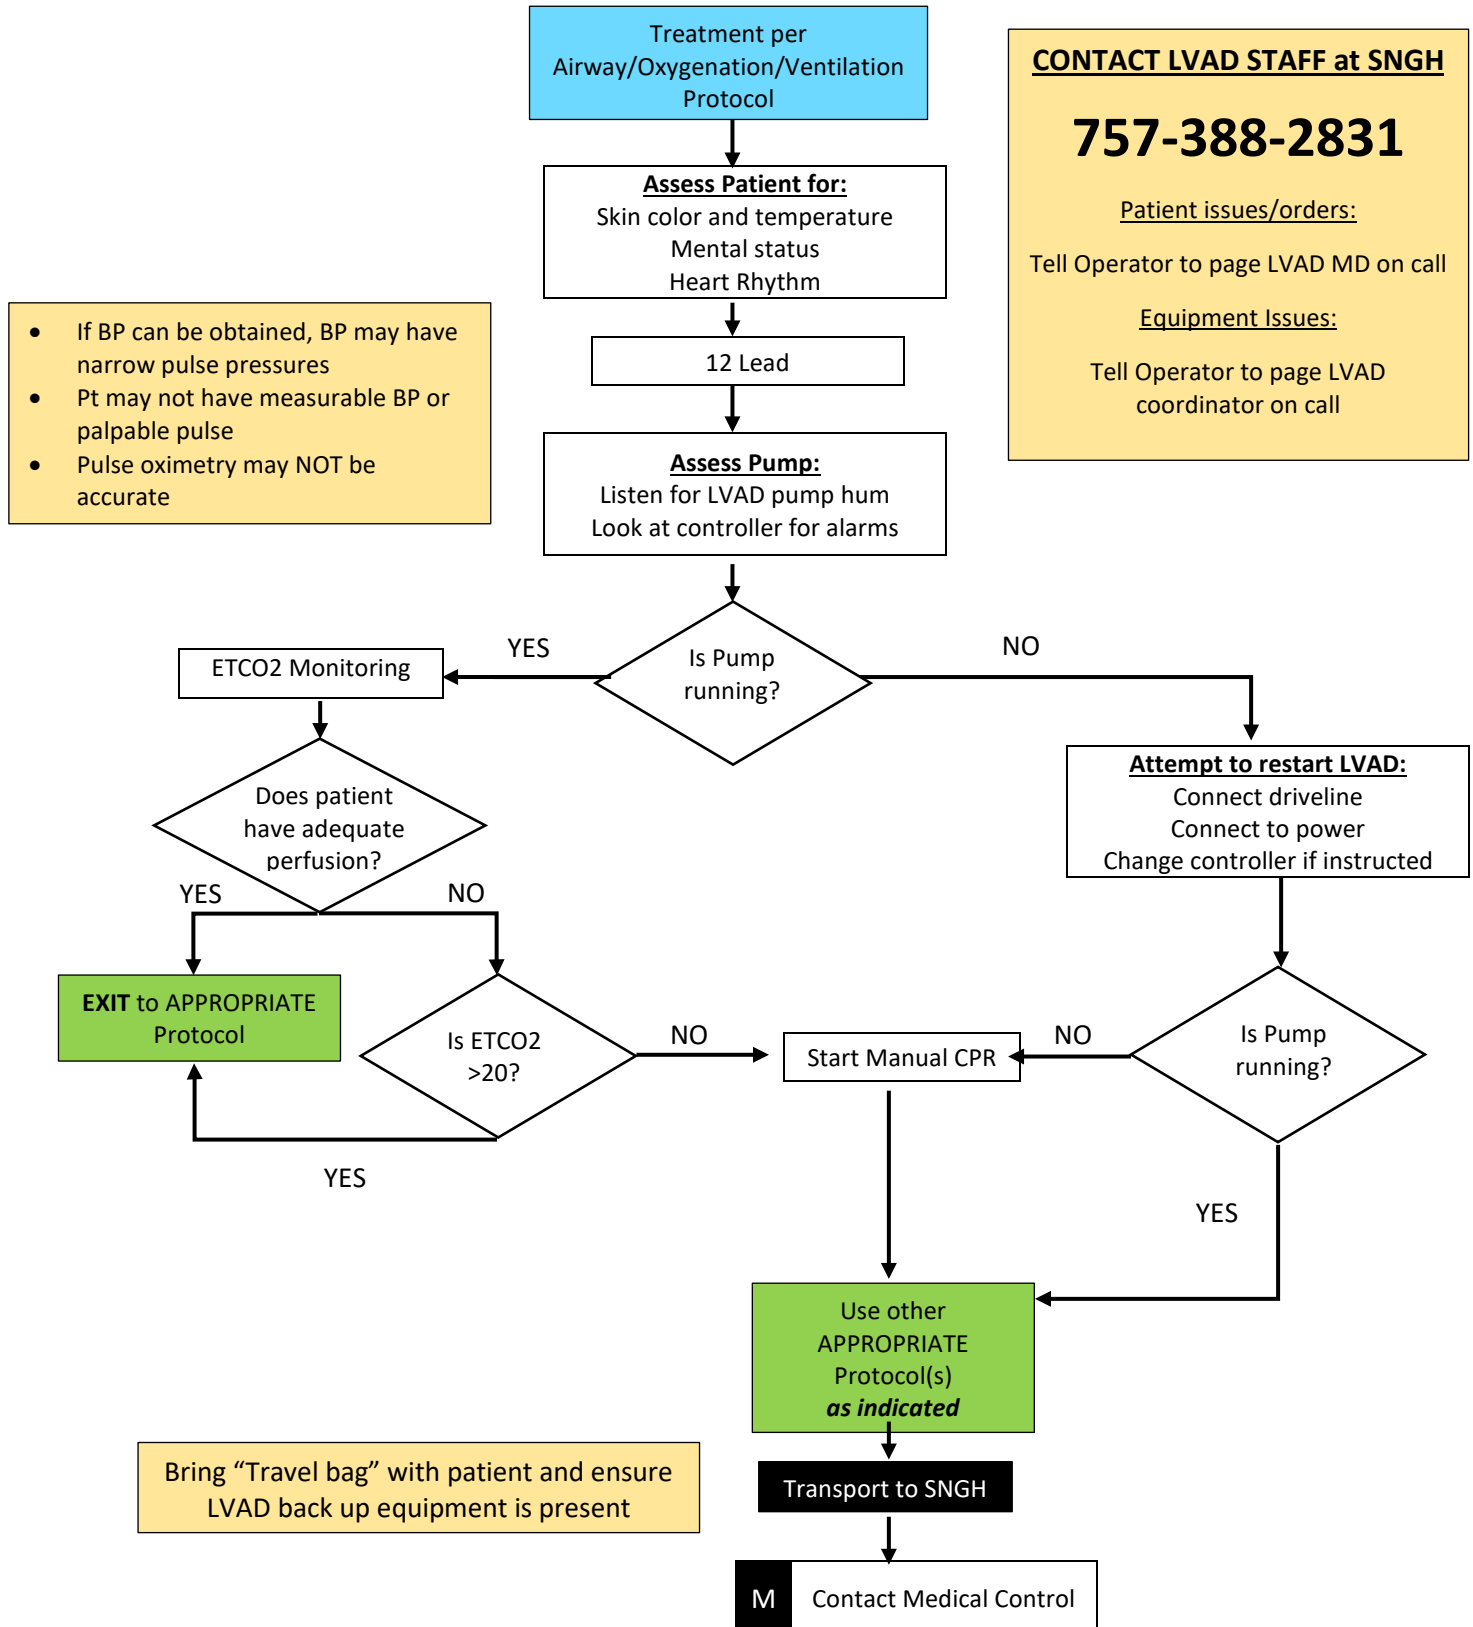 Treatment per
Airway/Oxygenation/Ventilation
Protocol
CONTACT LVAD STAFF at SNGH
757-388-2831
Patient issues/orders:
Tell Operator to page LVAD MD on call
Equipment Issues:
Tell Operator to page LVAD
coordinator on call
Assess Patient for:
Skin color and temperature
Mental status
Heart Rhythm
• If BP can be obtained, BP may have
narrow pulse pressures
• Pt may not have measurable BP or
palpable pulse
• Pulse oximetry may NOT be
accurate
12 Lead
Assess Pump:
Listen for LVAD pump hum
Look at controller for alarms
Is Pump
running?
YES
NO
ETCO2 Monitoring
Does patient
have adequate
perfusion?
Attempt to restart LVAD:
Connect driveline
Connect to power
Change controller if instructed
YES
NO
EXIT to APPROPRIATE
Protocol
Is ETCO2
>20?
NO
YES
Start Manual CPR
NO
Is Pump
running?
YES
Use other
APPROPRIATE
Protocol(s)
as indicated
Bring “Travel bag” with patient and ensure
LVAD back up equipment is present
Transport to SNGH
M Contact Medical Control